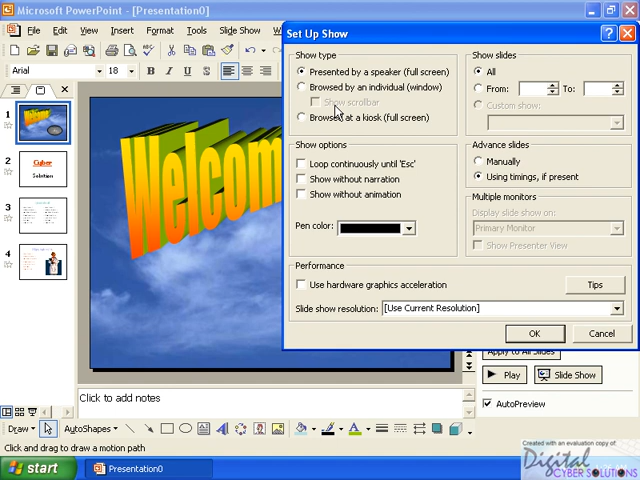 Microsoft PowerPoint - [Presentation0]
File Edit View Insert Format Tools Slide Show
Arial 18 B I U
1
2 Cyber
Solution
3
4
Welcom
Set Up Show
Show type
Presented by a speaker (full screen)
Browsed by an individual (window)
Show scrollbar
Browsed at a kiosk (full screen)
Show slides
All
From: To:
Custom show:
Show options
Loop continuously until 'Esc'
Show without narration
Show without animation
Pen color:
Advance slides
Manually
Using timings, if present
Multiple monitors
Display slide show on:
Primary Monitor
Show Presenter View
Performance
Use hardware graphics acceleration
Tips
Slide show resolution: [Use Current Resolution]
OK Cancel
Apply to All Slides
Play Slide Show
AutoPreview
Click to add notes
Draw AutoShapes
Click and drag to draw a motion path
start Presentation0
Created with an evaluation copy of
Digital
CYBER SOLUTIONS